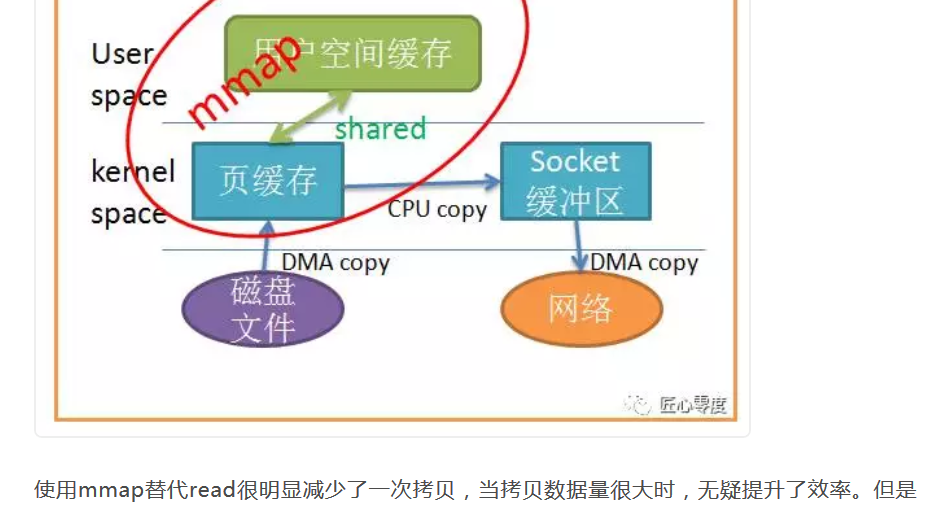 User
space
用户空间缓存
mmap
shared
kernel
space
页缓存
Socket
缓冲区
CPU copy
DMA copy
DMA copy
磁盘
文件
网络
匠心零度
使用mmap替代read很明显减少了一次拷贝，当拷贝数据量很大时，无疑提升了效率。但是